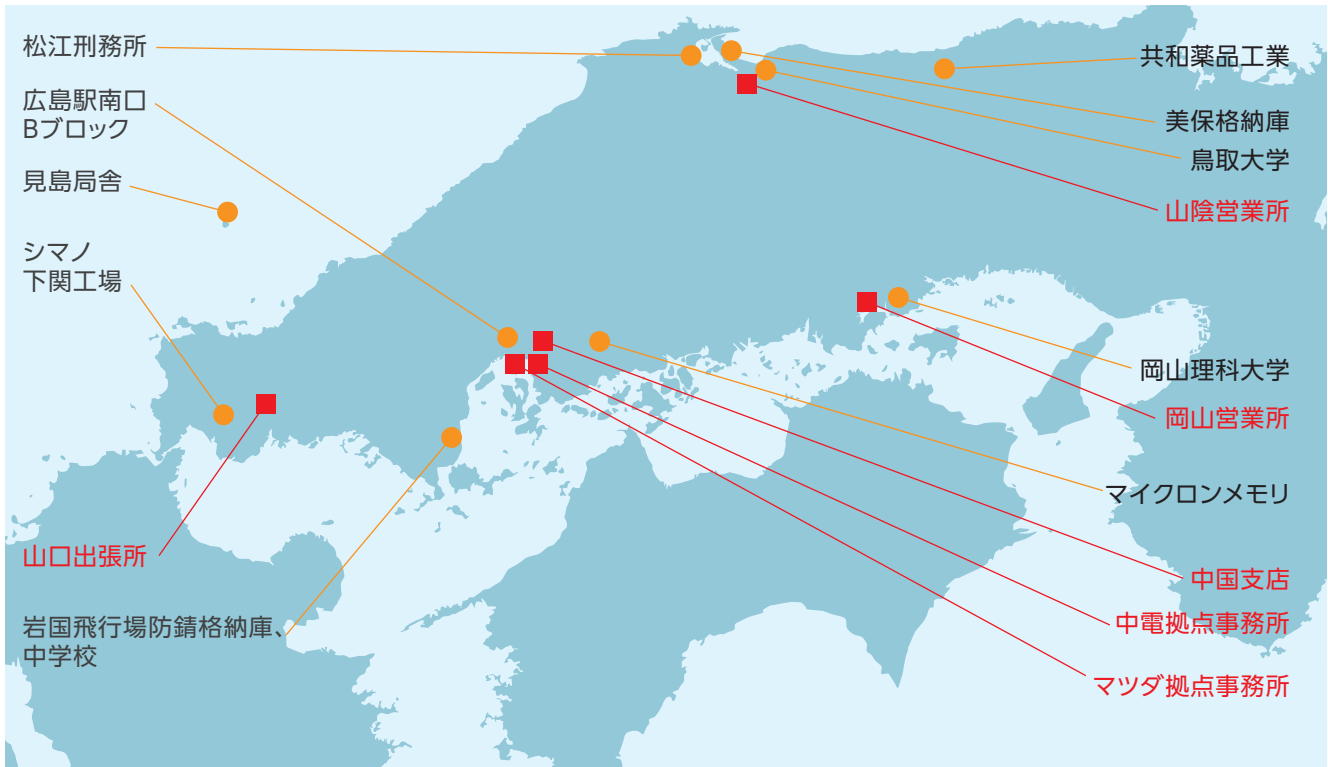 松江刑務所
広島駅南口
Bブロック
見島局舎
シマノ
下関工場
山口出張所
岩国飛行場防錆格納庫、
中学校
共和薬品工業
美保格納庫
鳥取大学
山陰営業所
岡山理科大学
岡山営業所
マイクロンメモリ
中国支店
中電拠点事務所
マツダ拠点事務所